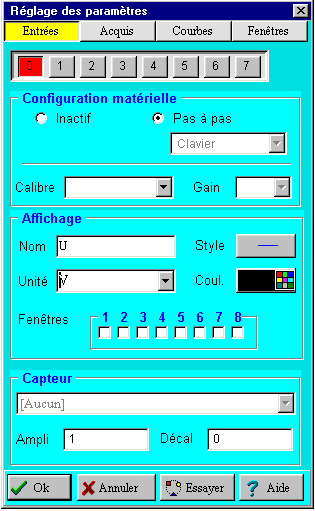 Réglage des paramètres
Entrées Acquis Courbes Fenêtres
0 1 2 3 4 5 6 7
Configuration matérielle
Inactif Pas à pas
Clavier
Calibre Gain
Affichage
Nom U Style
Unité V Coul.
Fenêtres 1 2 3 4 5 6 7 8
Capteur
[Aucun]
Ampli 1 Décal 0
Ok Annuler Essayer ? Aide